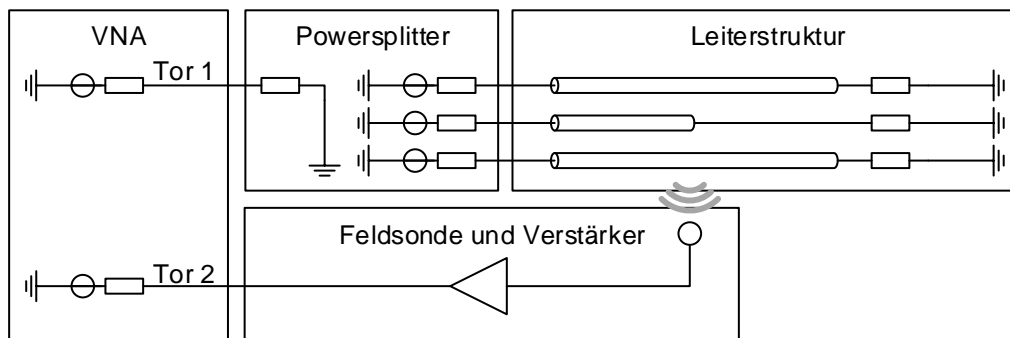 VNA
Powersplitter
Leiterstruktur
Tor 1
Feldsonde und Verstärker
Tor 2